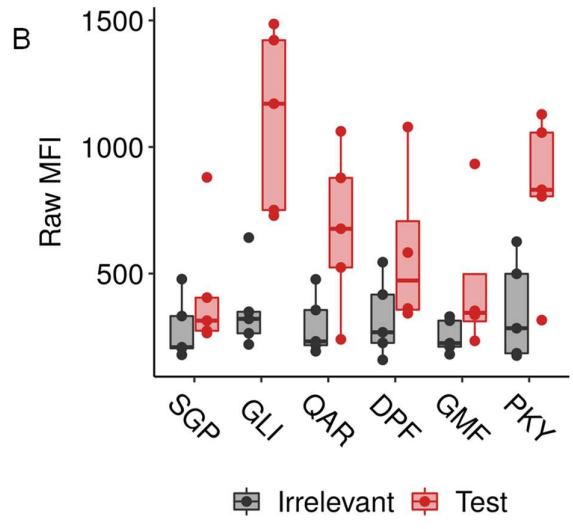 B
Raw MFI
1500
1000
500
SGP
GLI
QAR
DPF
GMF
PKY
Irrelevant
Test